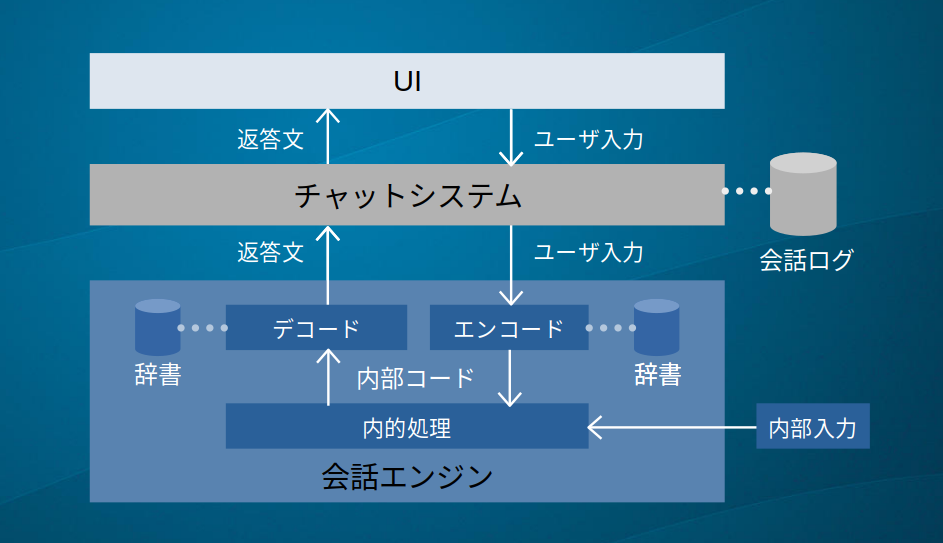 UI
返答文
ユーザ入力
チャットシステム
返答文
ユーザ入力
会話ログ
デコード
エンコード
辞書
内部コード
辞書
内的処理
内部入力
会話エンジン